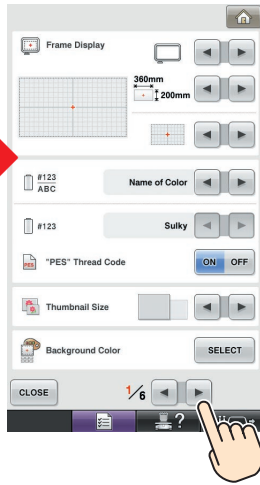 Frame Display
360mm
200mm
#123
ABC
Name of Color
#123
Sulky
PES
"PES" Thread Code
ON OFF
Thumbnail Size
Background Color
SELECT
CLOSE
1/6
?